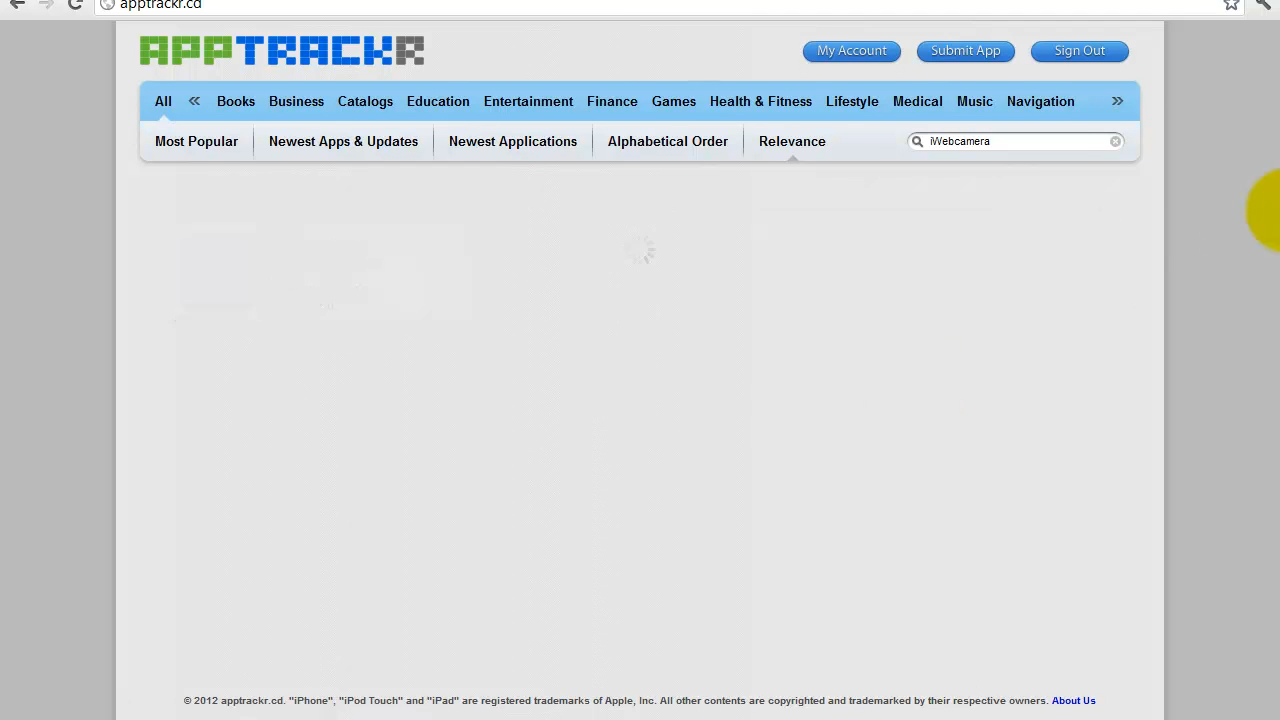 apptrackr.cd
APPTRACKR
My Account Submit App Sign Out
All « Books Business Catalogs Education Entertainment Finance Games Health & Fitness Lifestyle Medical Music Navigation »
Most Popular Newest Apps & Updates Newest Applications Alphabetical Order Relevance iWebcamera
© 2012 apptrackr.cd. "iPhone", "iPod Touch" and "iPad" are registered trademarks of Apple, Inc. All other contents are copyrighted and trademarked by their respective owners. About Us